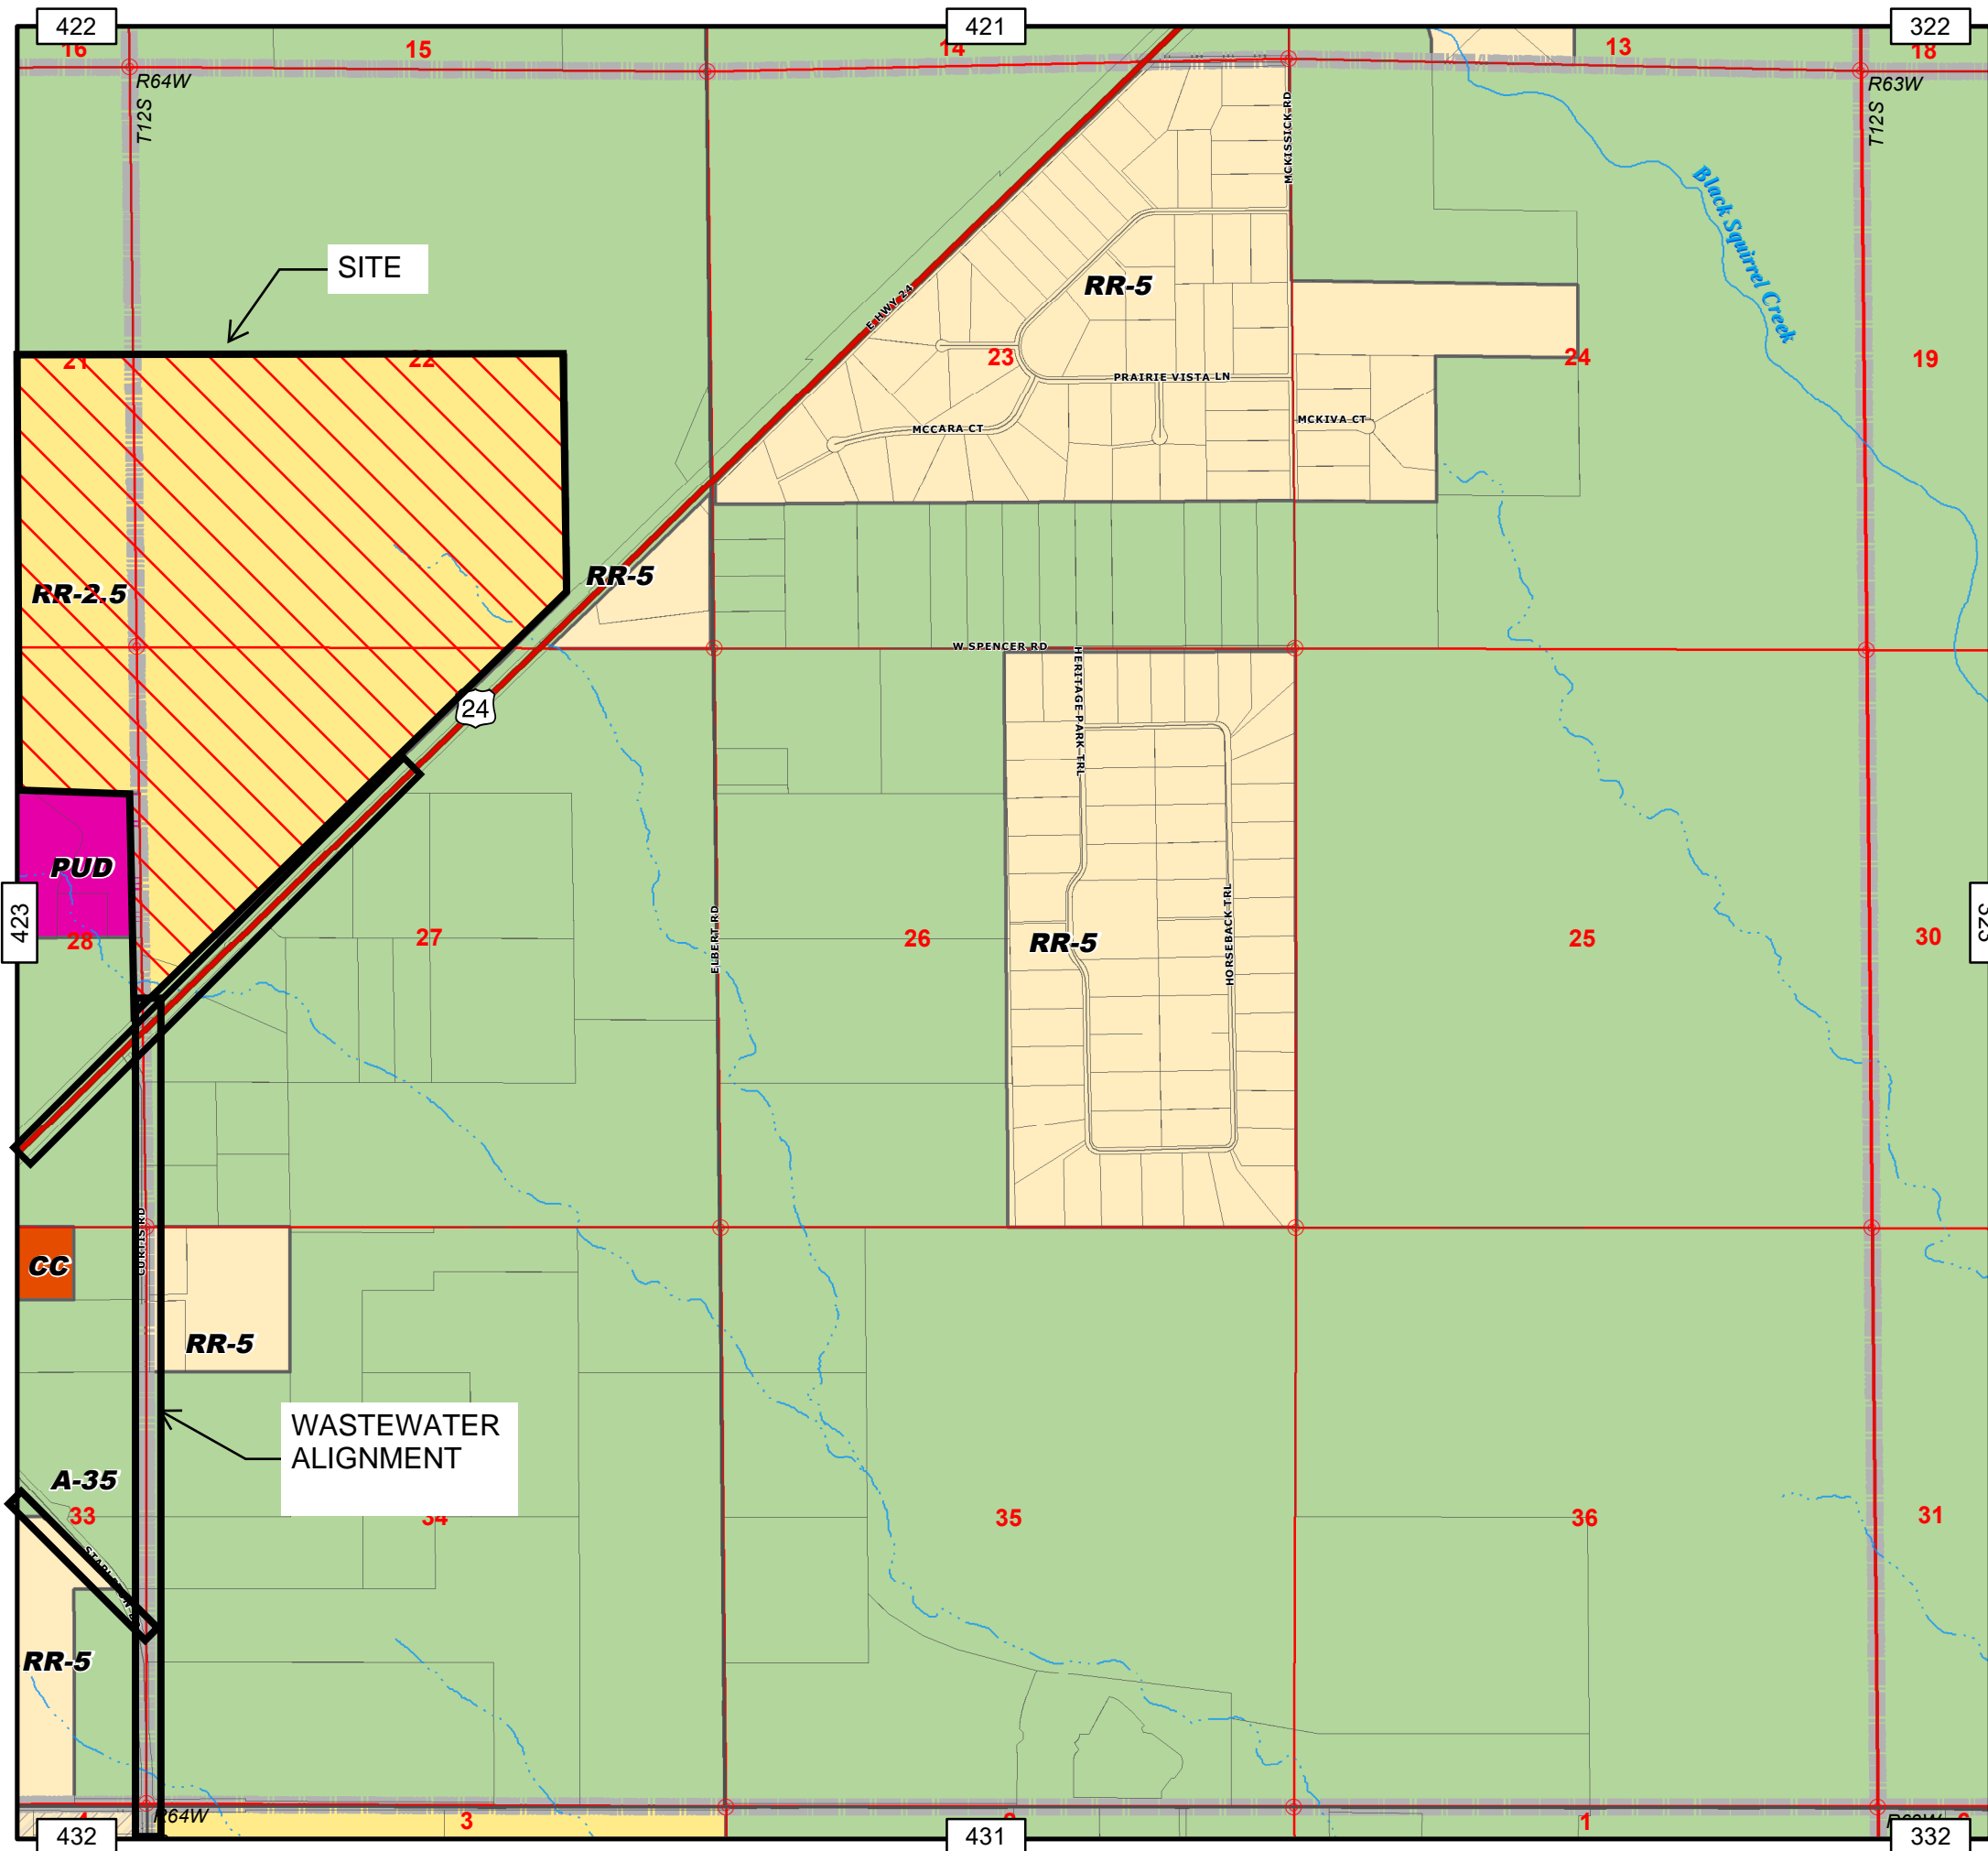 422
421
322
16
15
14
13
18
R64W
R63W
T12S
T12S
MCKISSICK RD
Black Squirrel Creek
SITE
RR-5
E HWY 24
21
22
23
24
19
PRAIRIE VISTA LN
MCKIVA CT
MCCARA CT
RR-5
RR-2.5
W SPENCER RD
HERITAGE PARK TRL
24
PUD
423
28
27
ELBERT RD
26
RR-5
HORSEBACK TRL
25
30
323
CURTIS RD
CC
RR-5
WASTEWATER
ALIGNMENT
A-35
33
34
35
36
31
RR-5
R64W
3
1
432
431
332